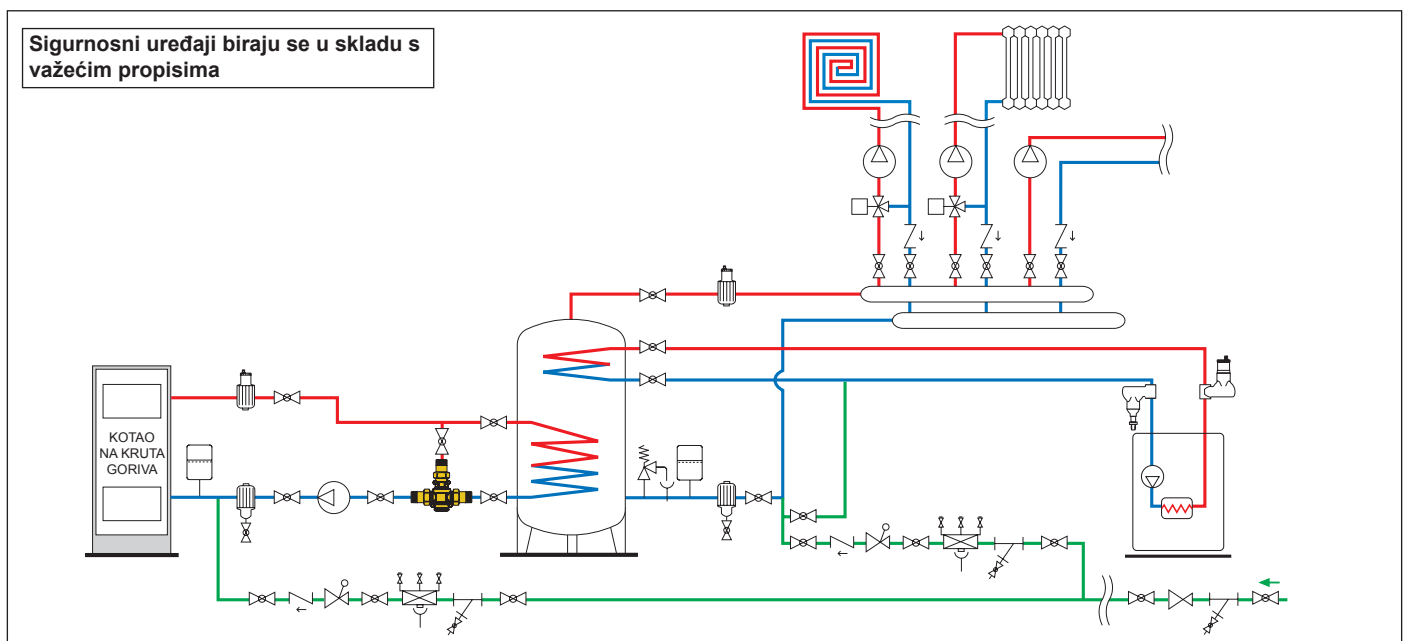 Sigurnosni uređaji biraju se u skladu s
važećim propisima
KOTAO
NA KRUTA
GORIVA